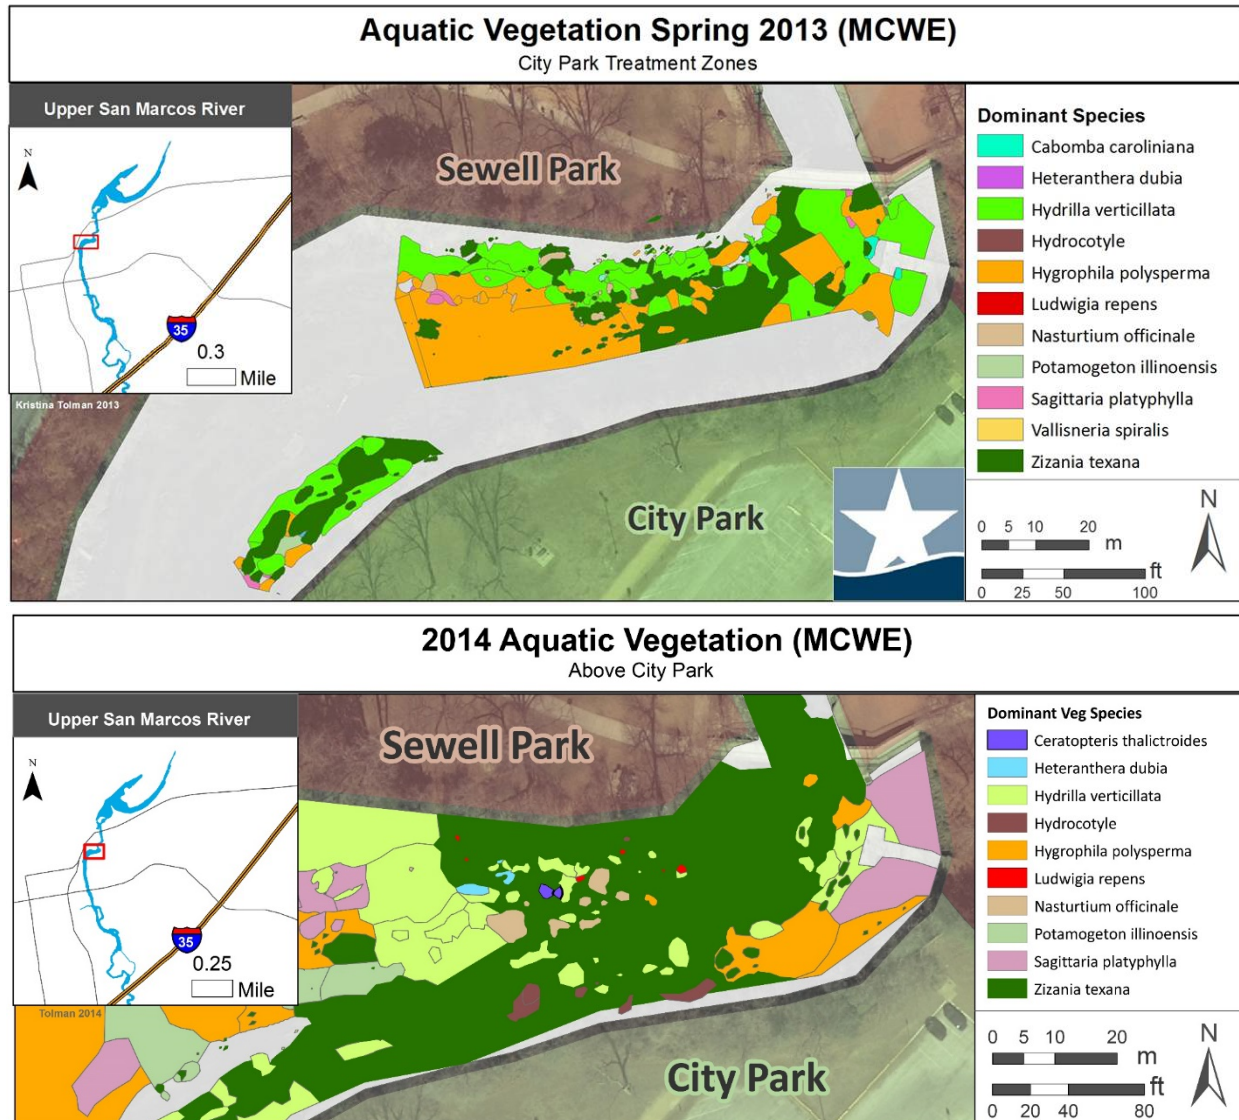 Aquatic Vegetation Spring 2013 (MCWE)
City Park Treatment Zones
Upper San Marcos River
N
35
0.3
Mile
Kristina Tolman 2013
Sewell Park
City Park
Dominant Species
Cabomba caroliniana
Heteranthera dubia
Hydrilla verticillata
Hydrocotyle
Hygrophila polysperma
Ludwigia repens
Nasturtium officinale
Potamogeton illinoensis
Sagittaria platyphylla
Vallisneria spiralis
Zizania texana
0 5 10 20
m
ft
0 25 50 100
N
2014 Aquatic Vegetation (MCWE)
Above City Park
Upper San Marcos River
N
35
0.25
Mile
Tolman 2014
Sewell Park
City Park
Dominant Veg Species
Ceratopteris thalictroides
Heteranthera dubia
Hydrilla verticillata
Hydrocotyle
Hygrophila polysperma
Ludwigia repens
Nasturtium officinale
Potamogeton illinoensis
Sagittaria platyphylla
Zizania texana
0 5 10 20
m
ft
0 20 40 80
N